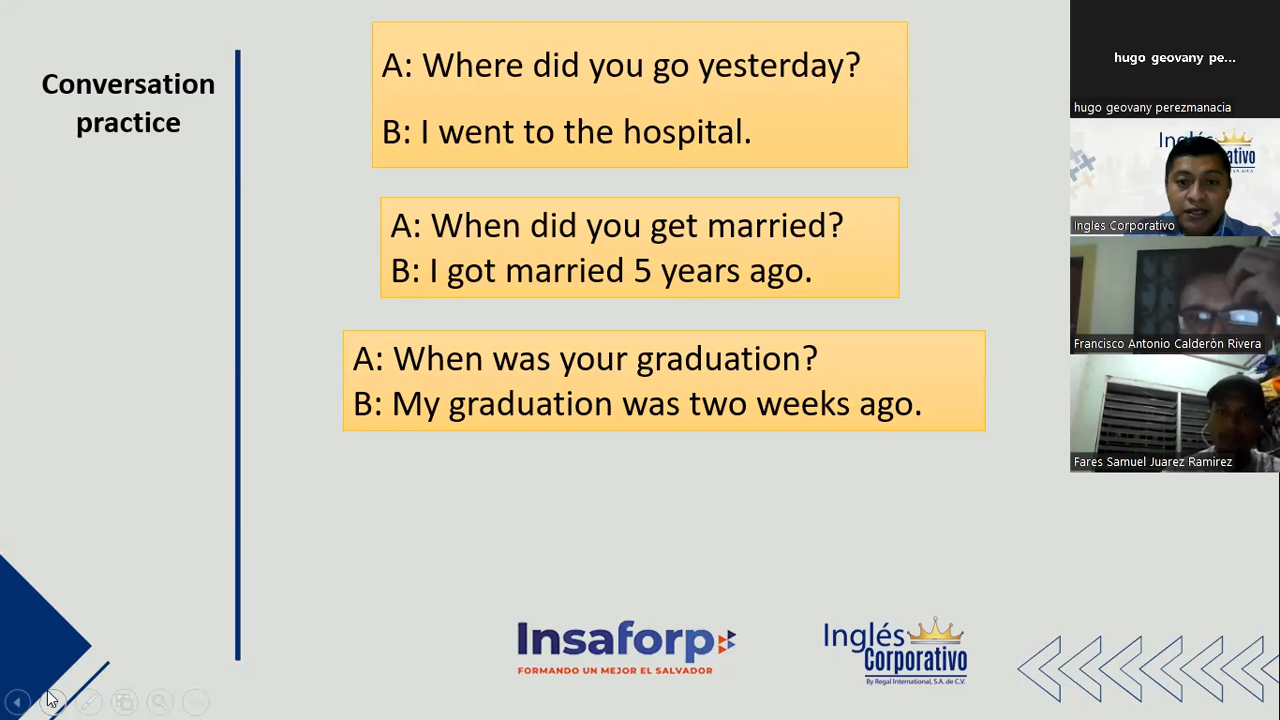 Conversation
practice
A: Where did you go yesterday?
B: I went to the hospital.
A: When did you get married?
B: I got married 5 years ago.
A: When was your graduation?
B: My graduation was two weeks ago.
Insaforp
FORMANDO UN MEJOR EL SALVADOR
Inglés
Corporativo
By Regal International, S.A. de C.V.
hugo geovany pe...
hugo geovany perezmanacia
Ingles Corporativo
Francisco Antonio Calderòn Rivera
Fares Samuel Juarez Ramirez